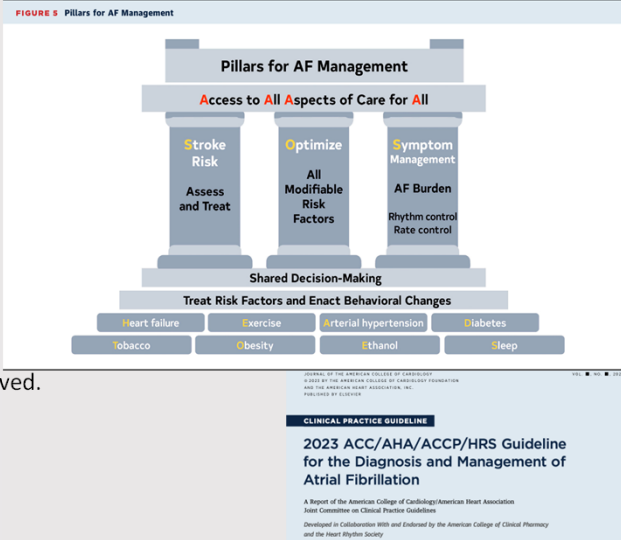 FIGURE 5 Pillars for AF Management
Pillars for AF Management
Access to All Aspects of Care for All
Stroke
Risk
Assess
and Treat
Optimize
All
Modifiable
Risk
Factors
Symptom
Management
AF Burden
Rhythm control
Rate control
Shared Decision-Making
Treat Risk Factors and Enact Behavioral Changes
Heart failure
Exercise
Arterial hypertension
Diabetes
Tobacco
Obesity
Ethanol
Sleep
ved.
JOURNAL OF THE AMERICAN COLLEGE OF CARDIOLOGY
© 2023 BY THE AMERICAN COLLEGE OF CARDIOLOGY FOUNDATION
AND THE AMERICAN HEART ASSOCIATION, INC.
PUBLISHED BY ELSEVIER
VOL. ■, NO. ■, 202
CLINICAL PRACTICE GUIDELINE
2023 ACC/AHA/ACCP/HRS Guideline
for the Diagnosis and Management of
Atrial Fibrillation
A Report of the American College of Cardiology/American Heart Association
Joint Committee on Clinical Practice Guidelines
Developed in Collaboration With and Endorsed by the American College of Clinical Pharmacy
and the Heart Rhythm Society